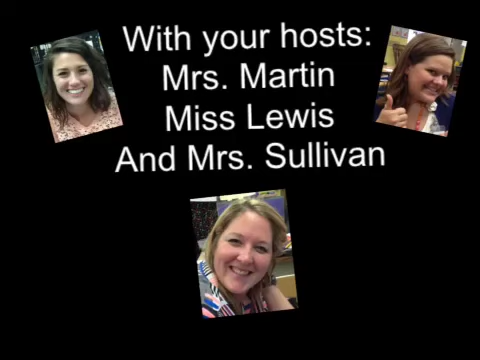 With your hosts:
Mrs. Martin
Miss Lewis
And Mrs. Sullivan